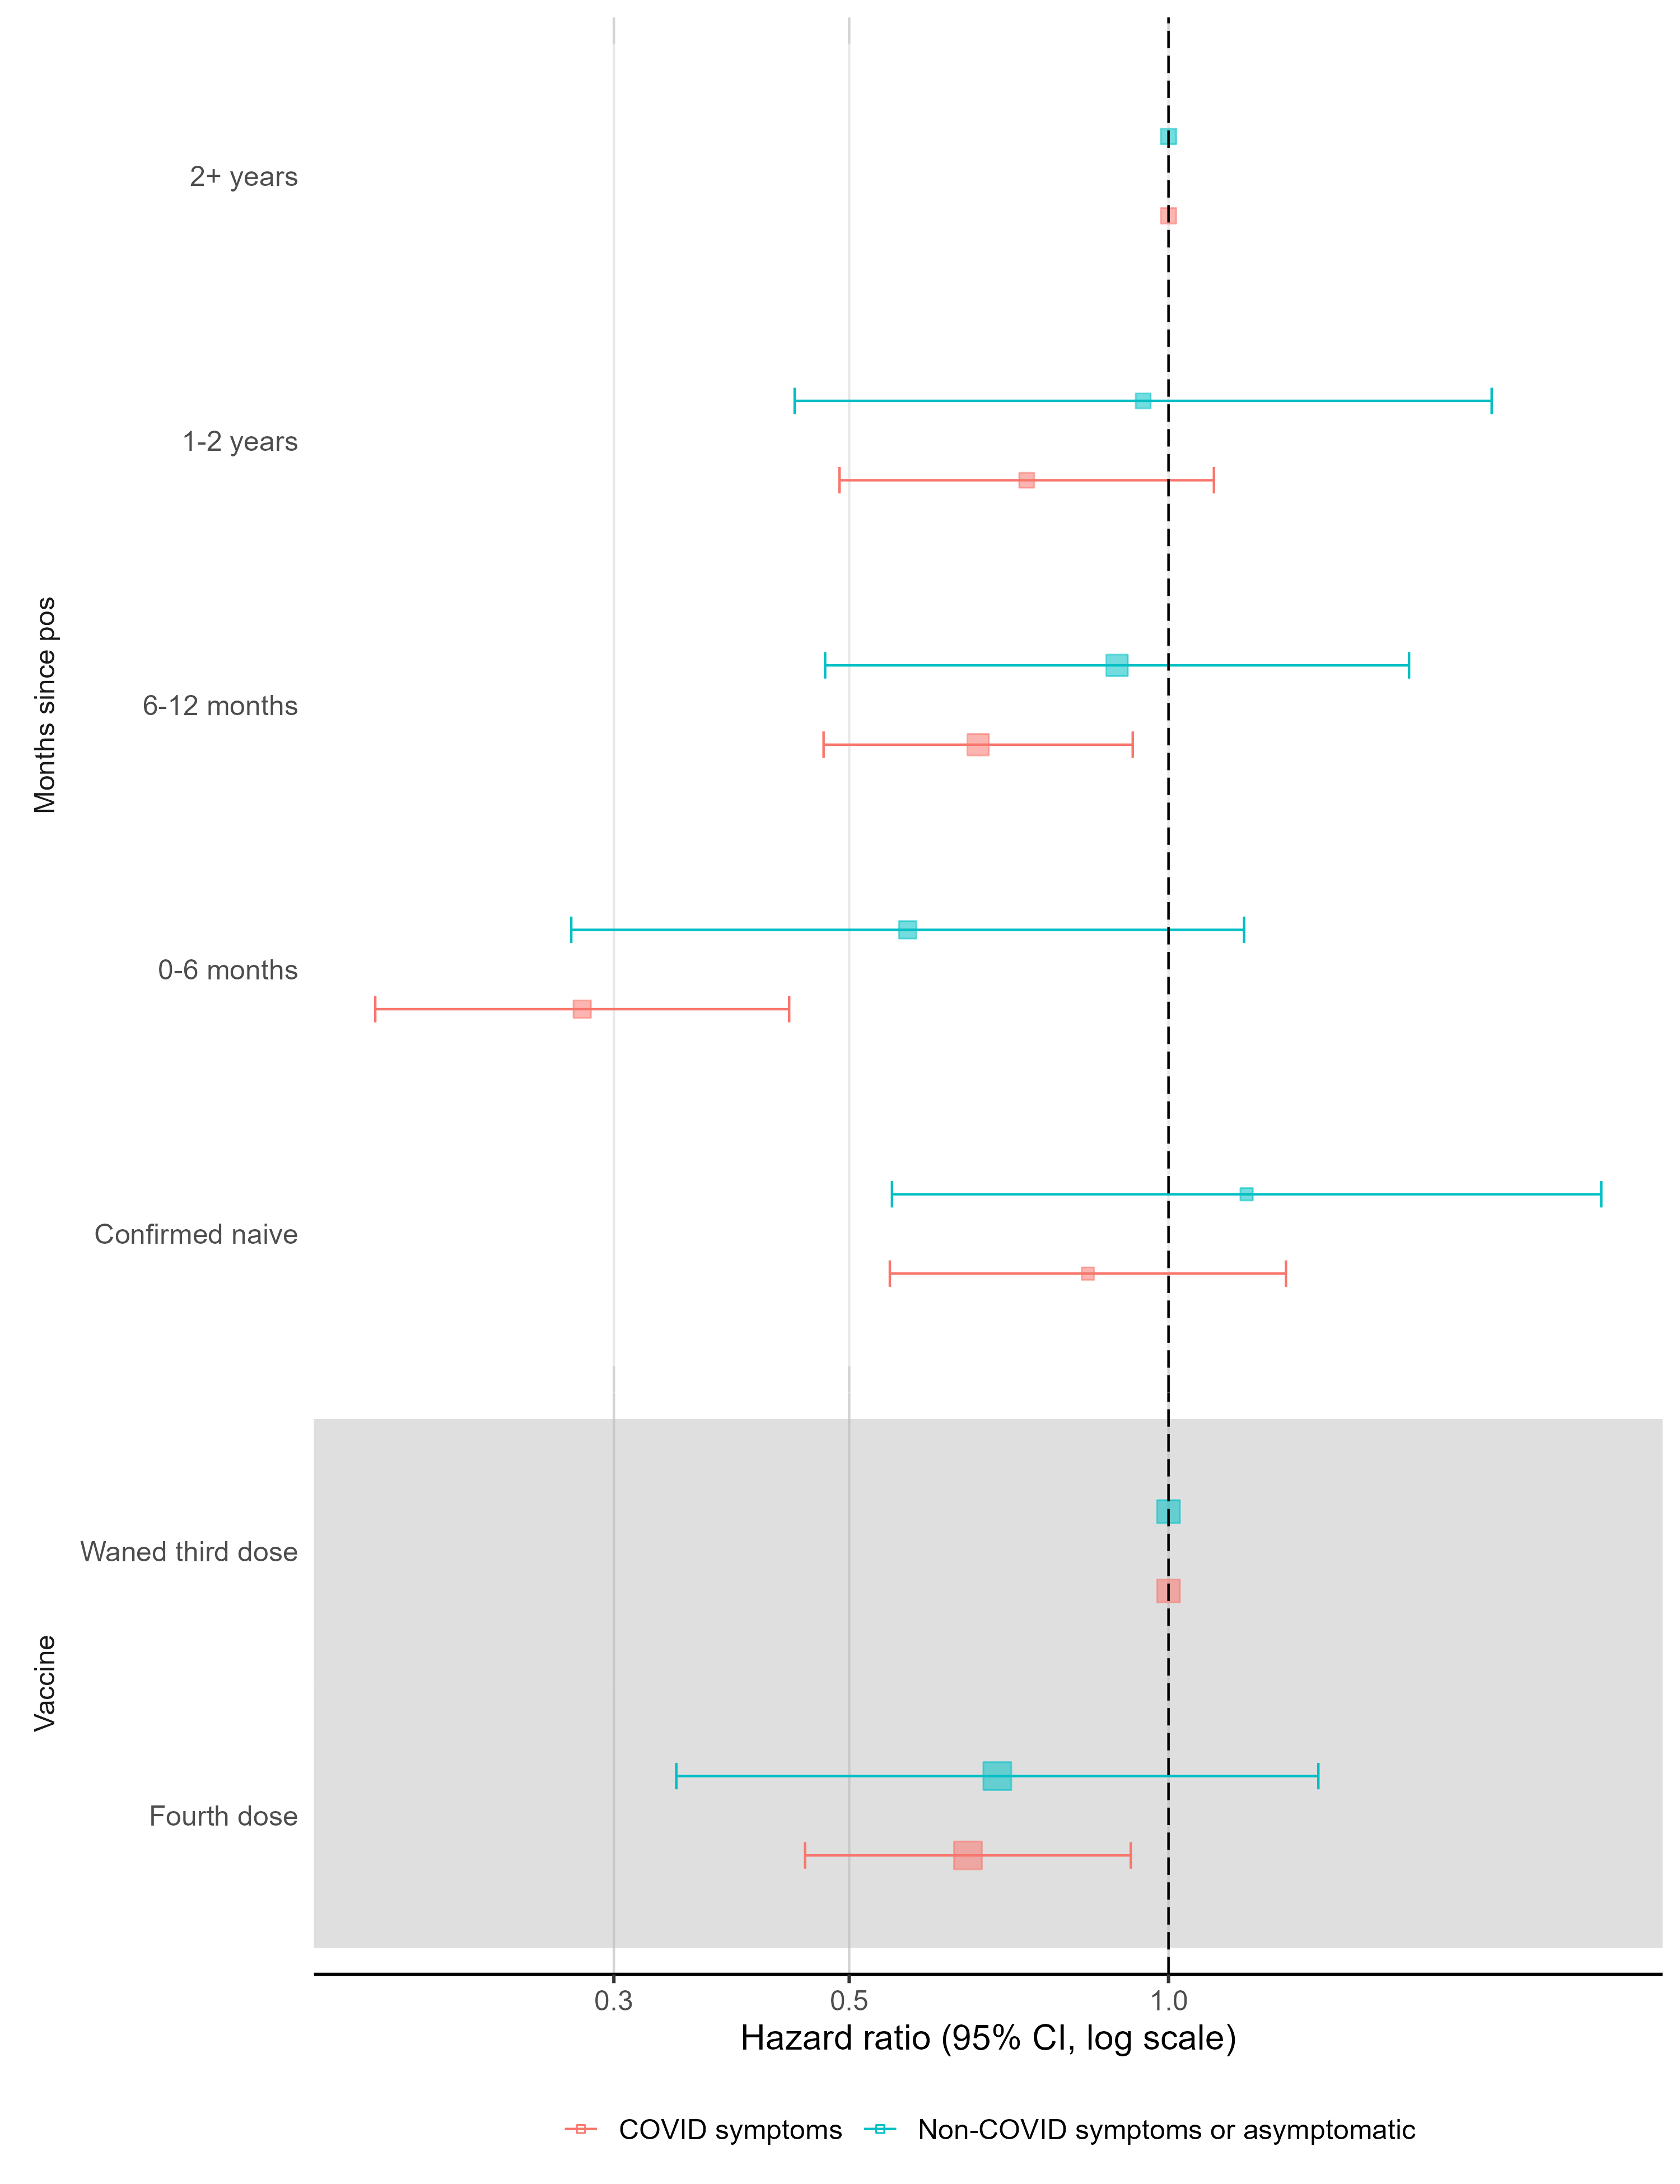 Months since pos
2+ years
1-2 years
6-12 months
0-6 months
Confirmed naive
Vaccine
Waned third dose
Fourth dose
0.3 0.5 1.0
Hazard ratio (95% CI, log scale)
COVID symptoms Non-COVID symptoms or asymptomatic